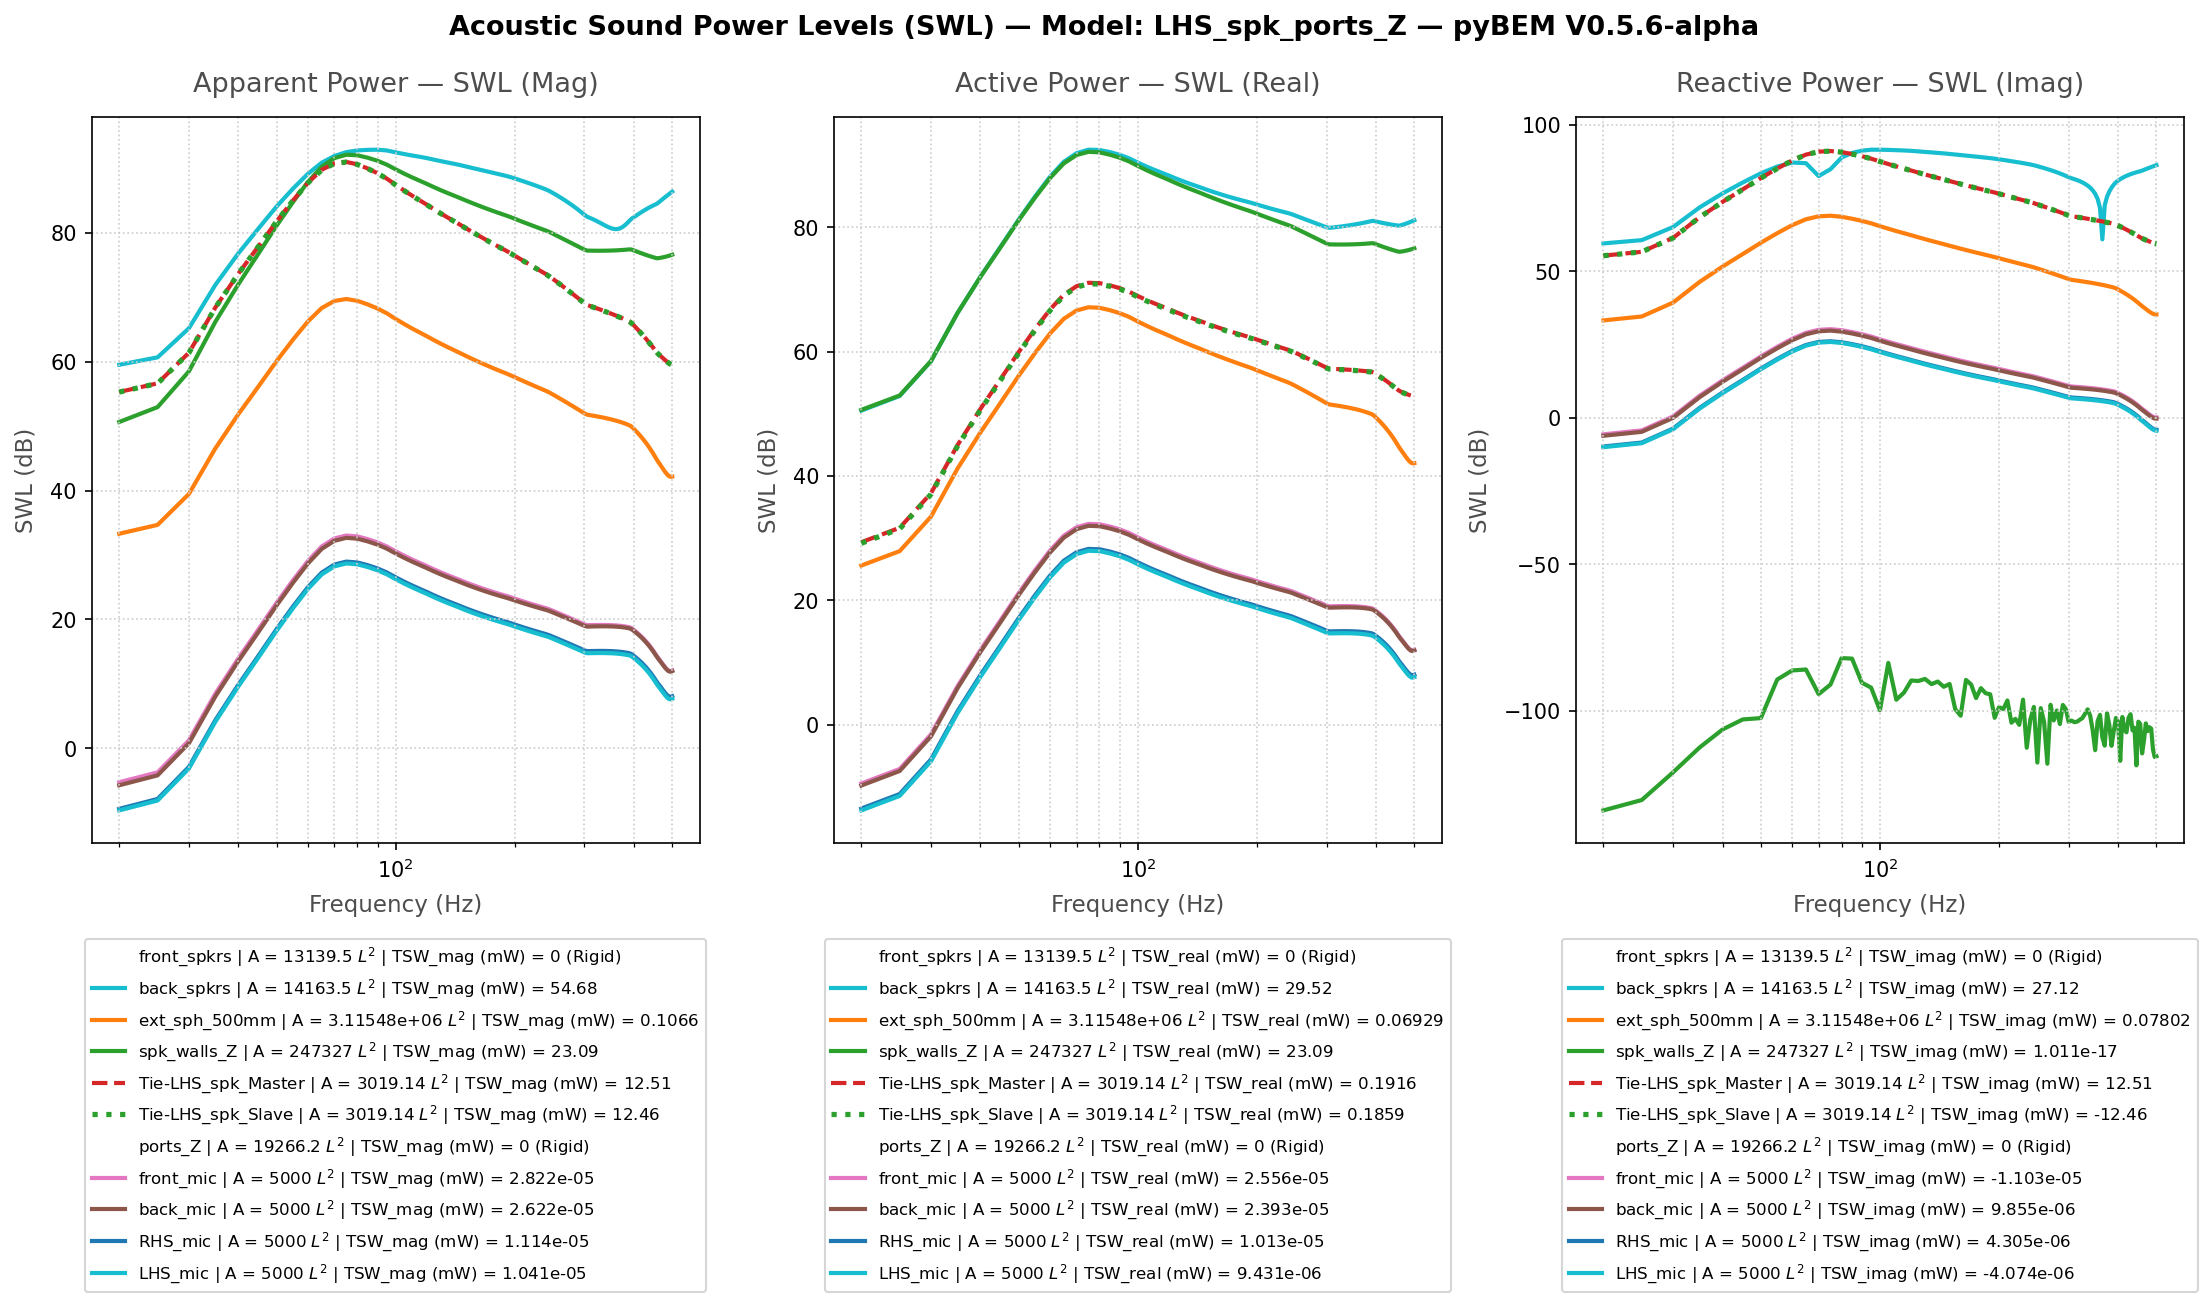 Acoustic Sound Power Levels (SWL) — Model: LHS_spk_ports_Z — pyBEM V0.5.6-alpha
Apparent Power — SWL (Mag)
SWL (dB)
80
60
40
20
0
10²
Frequency (Hz)
front_spkrs | A = 13139.5 L² | TSW_mag (mW) = 0 (Rigid)
back_spkrs | A = 14163.5 L² | TSW_mag (mW) = 54.68
ext_sph_500mm | A = 3.11548e+06 L² | TSW_mag (mW) = 0.1066
spk_walls_Z | A = 247327 L² | TSW_mag (mW) = 23.09
Tie-LHS_spk_Master | A = 3019.14 L² | TSW_mag (mW) = 12.51
Tie-LHS_spk_Slave | A = 3019.14 L² | TSW_mag (mW) = 12.46
ports_Z | A = 19266.2 L² | TSW_mag (mW) = 0 (Rigid)
front_mic | A = 5000 L² | TSW_mag (mW) = 2.822e-05
back_mic | A = 5000 L² | TSW_mag (mW) = 2.622e-05
RHS_mic | A = 5000 L² | TSW_mag (mW) = 1.114e-05
LHS_mic | A = 5000 L² | TSW_mag (mW) = 1.041e-05
Active Power — SWL (Real)
SWL (dB)
80
60
40
20
0
10²
Frequency (Hz)
front_spkrs | A = 13139.5 L² | TSW_real (mW) = 0 (Rigid)
back_spkrs | A = 14163.5 L² | TSW_real (mW) = 29.52
ext_sph_500mm | A = 3.11548e+06 L² | TSW_real (mW) = 0.06929
spk_walls_Z | A = 247327 L² | TSW_real (mW) = 23.09
Tie-LHS_spk_Master | A = 3019.14 L² | TSW_real (mW) = 0.1916
Tie-LHS_spk_Slave | A = 3019.14 L² | TSW_real (mW) = 0.1859
ports_Z | A = 19266.2 L² | TSW_real (mW) = 0 (Rigid)
front_mic | A = 5000 L² | TSW_real (mW) = 2.556e-05
back_mic | A = 5000 L² | TSW_real (mW) = 2.393e-05
RHS_mic | A = 5000 L² | TSW_real (mW) = 1.013e-05
LHS_mic | A = 5000 L² | TSW_real (mW) = 9.431e-06
Reactive Power — SWL (Imag)
SWL (dB)
100
50
0
−50
−100
10²
Frequency (Hz)
front_spkrs | A = 13139.5 L² | TSW_imag (mW) = 0 (Rigid)
back_spkrs | A = 14163.5 L² | TSW_imag (mW) = 27.12
ext_sph_500mm | A = 3.11548e+06 L² | TSW_imag (mW) = 0.07802
spk_walls_Z | A = 247327 L² | TSW_imag (mW) = 1.011e-17
Tie-LHS_spk_Master | A = 3019.14 L² | TSW_imag (mW) = 12.51
Tie-LHS_spk_Slave | A = 3019.14 L² | TSW_imag (mW) = -12.46
ports_Z | A = 19266.2 L² | TSW_imag (mW) = 0 (Rigid)
front_mic | A = 5000 L² | TSW_imag (mW) = -1.103e-05
back_mic | A = 5000 L² | TSW_imag (mW) = 9.855e-06
RHS_mic | A = 5000 L² | TSW_imag (mW) = 4.305e-06
LHS_mic | A = 5000 L² | TSW_imag (mW) = -4.074e-06